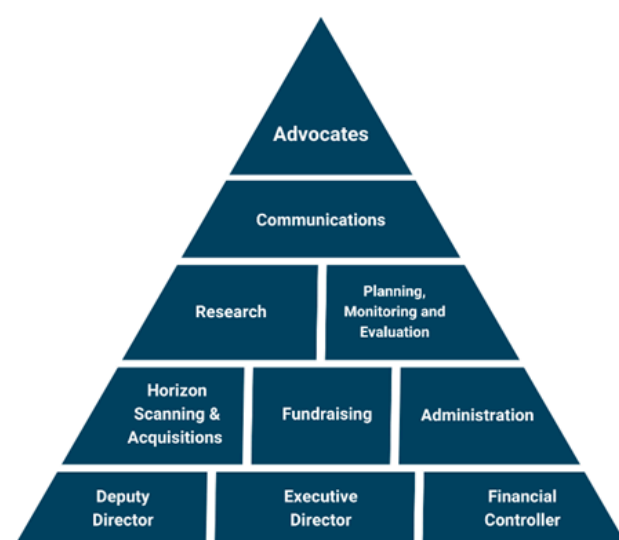 Advocates
Communications
Research
Planning,
Monitoring and
Evaluation
Horizon
Scanning &
Acquisitions
Fundraising
Administration
Deputy
Director
Executive
Director
Financial
Controller